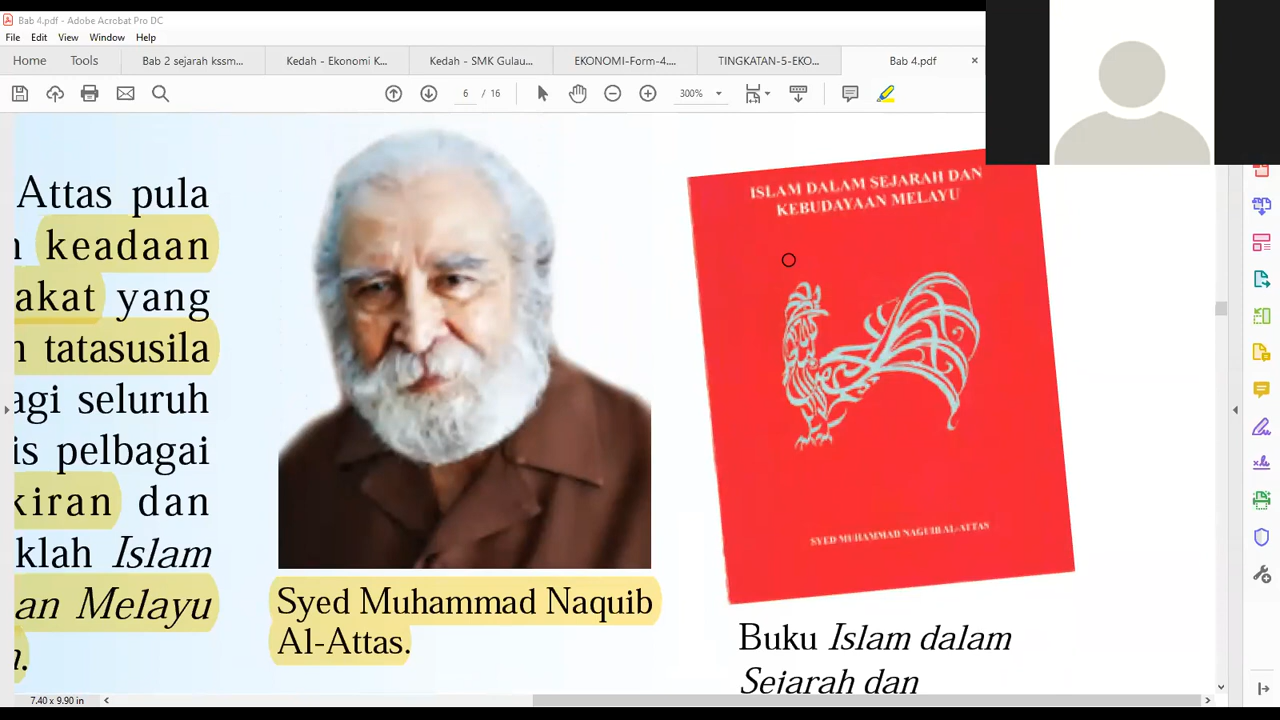 Bab 4.pdf - Adobe Acrobat Pro DC
File Edit View Window Help
Home Tools Bab 2 sejarah kssm... Kedah - Ekonomi K... Kedah - SMK Gulau... EKONOMI-Form-4.... TINGKATAN-5-EKO... Bab 4.pdf ×
6 / 16 300%
Attas pula
keadaan
akat yang
n tatasusila
agi seluruh
is pelbagai
kiran dan
klah Islam
an Melayu
n.
Syed Muhammad Naquib
Al-Attas.
ISLAM DALAM SEJARAH DAN
KEBUDAYAAN MELAYU
SYED MUHAMMAD NAGUIB AL-ATTAS
Buku Islam dalam
Sejarah dan
7.40 x 9.90 in